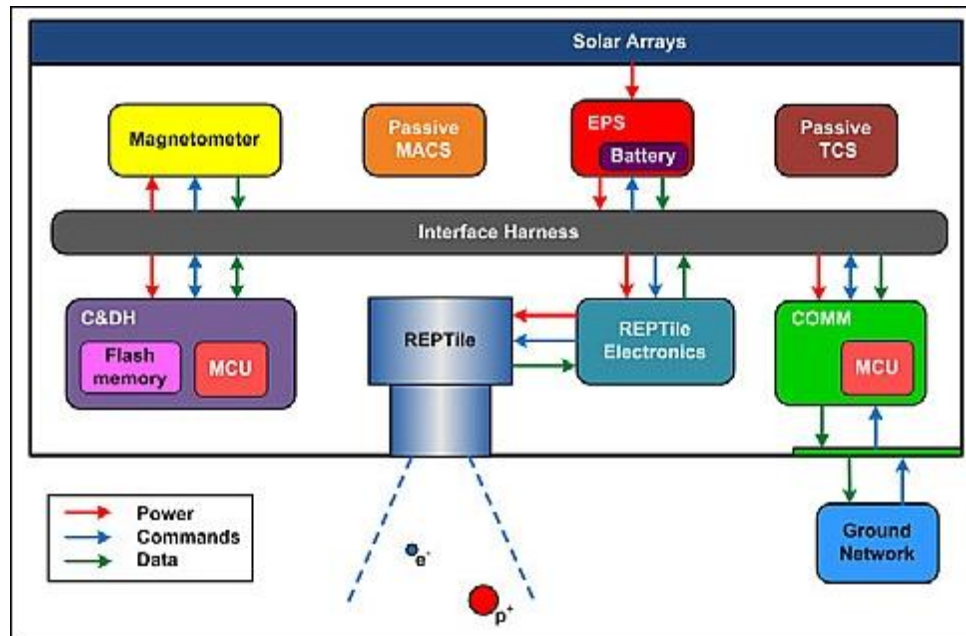 Solar Arrays
Magnetometer
Passive
MACS
EPS
Battery
Passive
TCS
Interface Harness
C&DH
Flash
memory
MCU
REPTile
REPTile
Electronics
COMM
MCU
Power
Commands
Data
e-
p+
Ground
Network